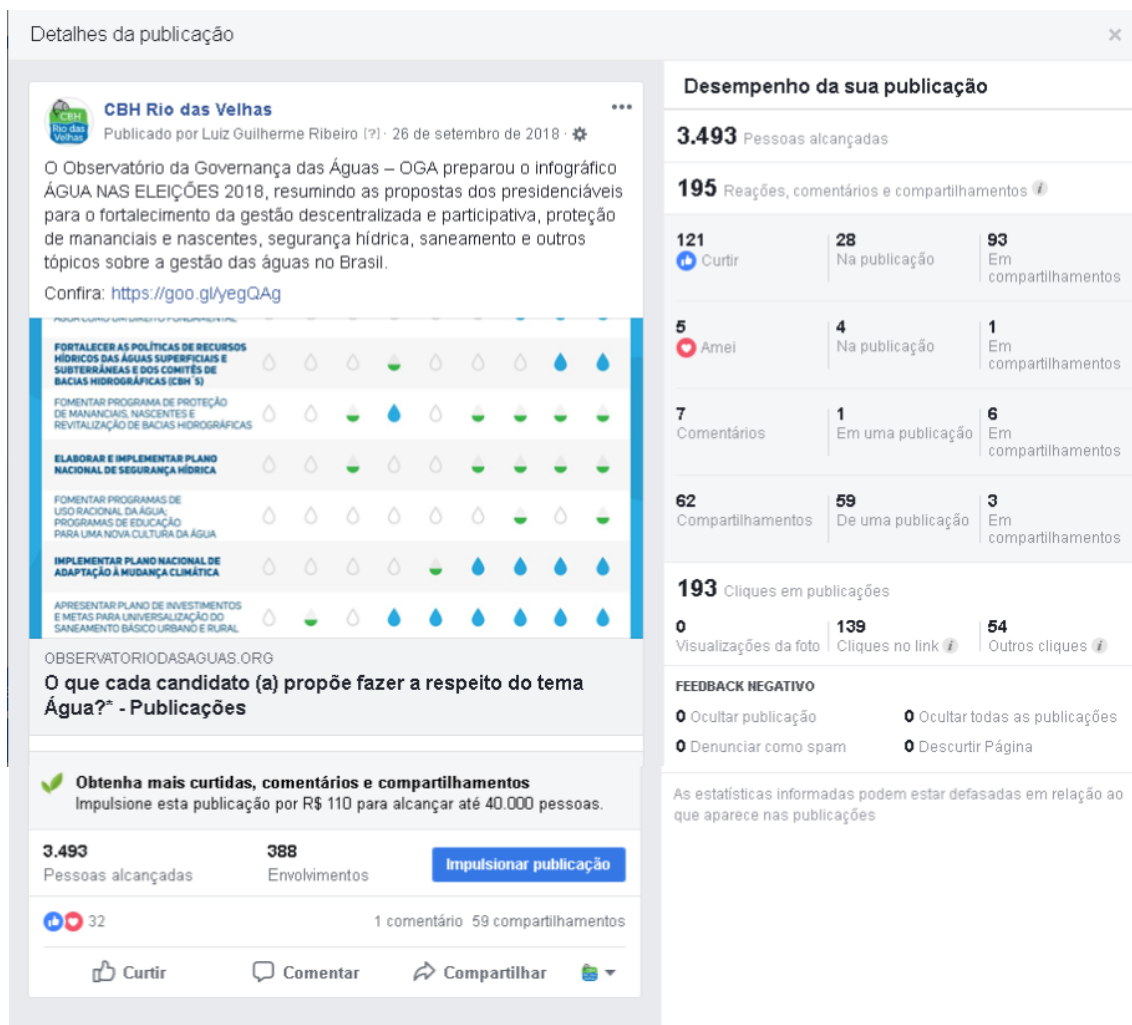 Detalhes da publicação
×
CBH Rio das Velhas
Publicado por Luiz Guilherme Ribeiro [?] · 26 de setembro de 2018 ·
O Observatório da Governança das Águas – OGA preparou o infográfico
ÁGUA NAS ELEIÇÕES 2018, resumindo as propostas dos presidenciáveis
para o fortalecimento da gestão descentralizada e participativa, proteção
de mananciais e nascentes, segurança hídrica, saneamento e outros
tópicos sobre a gestão das águas no Brasil.
Confira: https://goo.gl/yegQAg
ÁGUA COMO UM DIREITO FUNDAMENTAL
FORTALECER AS POLÍTICAS DE RECURSOS
HÍDRICOS DAS ÁGUAS SUPERFICIAIS E
SUBTERRÂNEAS E DOS COMITÊS DE
BACIAS HIDROGRÁFICAS (CBH´S)
FOMENTAR PROGRAMA DE PROTEÇÃO
DE MANANCIAIS, NASCENTES E
REVITALIZAÇÃO DE BACIAS HIDROGRÁFICAS
ELABORAR E IMPLEMENTAR PLANO
NACIONAL DE SEGURANÇA HÍDRICA
FOMENTAR PROGRAMAS DE
USO RACIONAL DA ÁGUA;
PROGRAMAS DE EDUCAÇÃO
PARA UMA NOVA CULTURA DA ÁGUA
IMPLEMENTAR PLANO NACIONAL DE
ADAPTAÇÃO À MUDANÇA CLIMÁTICA
APRESENTAR PLANO DE INVESTIMENTOS
E METAS PARA UNIVERSALIZAÇÃO DO
SANEAMENTO BÁSICO URBANO E RURAL
OBSERVATORIODASAGUAS.ORG
O que cada candidato (a) propõe fazer a respeito do tema
Água?* - Publicações
Obtenha mais curtidas, comentários e compartilhamentos
Impulsione esta publicação por R$ 110 para alcançar até 40.000 pessoas.
3.493 388
Pessoas alcançadas Envolvimentos
Impulsionar publicação
32 1 comentário 59 compartilhamentos
Curtir Comentar Compartilhar
Desempenho da sua publicação
3.493 Pessoas alcançadas
195 Reações, comentários e compartilhamentos
121 28 93
Curtir Na publicação Em
compartilhamentos
5 4 1
Amei Na publicação Em
compartilhamentos
7 1 6
Comentários Em uma publicação Em
compartilhamentos
62 59 3
Compartilhamentos De uma publicação Em
compartilhamentos
193 Cliques em publicações
0 139 54
Visualizações da foto Cliques no link Outros cliques
FEEDBACK NEGATIVO
0 Ocultar publicação 0 Ocultar todas as publicações
0 Denunciar como spam 0 Descurtir Página
As estatísticas informadas podem estar defasadas em relação ao
que aparece nas publicações
CBH
Rio das
Velhas